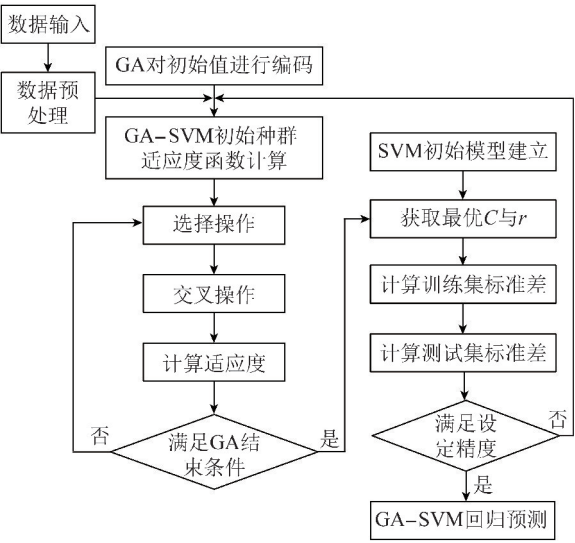 数据输入
数据预
处理
GA对初始值进行编码
GA-SVM初始种群
适应度函数计算
选择操作
交叉操作
计算适应度
满足GA结
束条件
否
是
SVM初始模型建立
获取最优C与r
计算训练集标准差
计算测试集标准差
满足设
定精度
否
是
GA-SVM回归预测